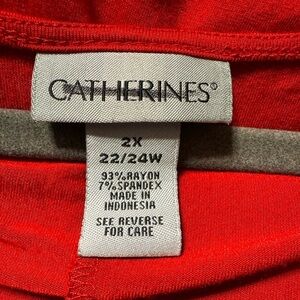 CATHERINES®
2X
22/24W
93%RAYON
7%SPANDEX
MADE IN
INDONESIA
SEE REVERSE
FOR CARE